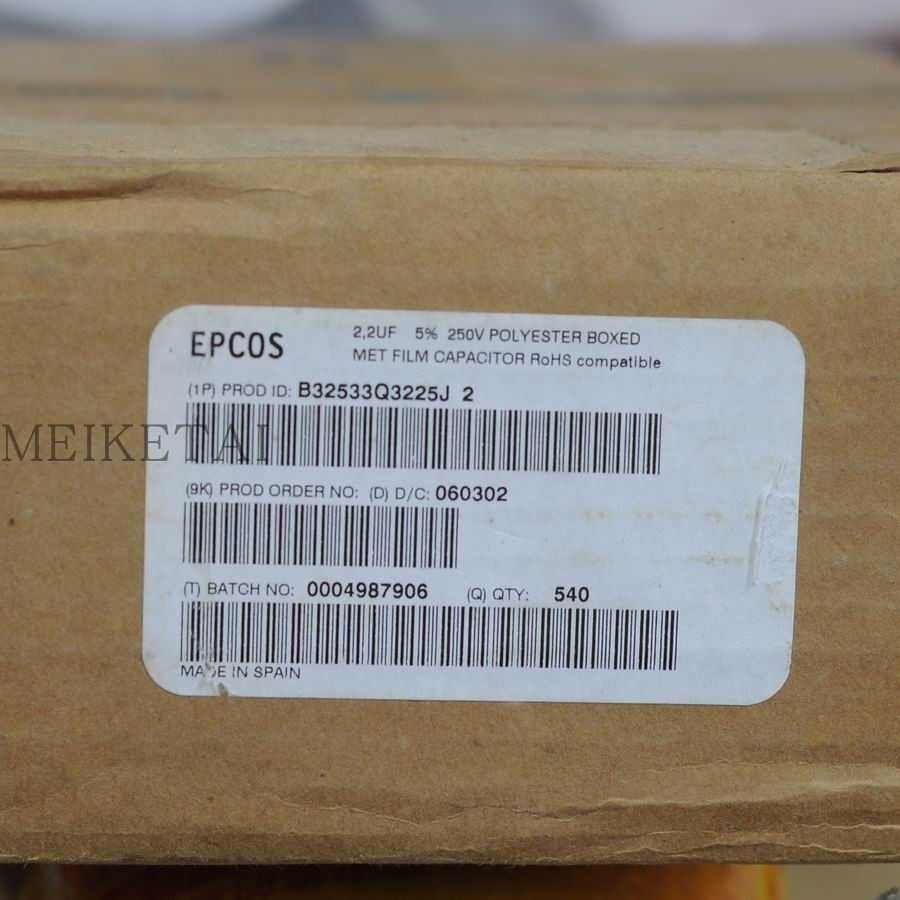 EPCOS
2,2UF 5% 250V POLYESTER BOXED
MET FILM CAPACITOR RoHS compatible
(1P) PROD ID: B32533Q3225J 2
MEIKETAI
(9K) PROD ORDER NO: (D) D/C: 060302
(T) BATCH NO: 0004987906 (Q) QTY: 540
MADE IN SPAIN